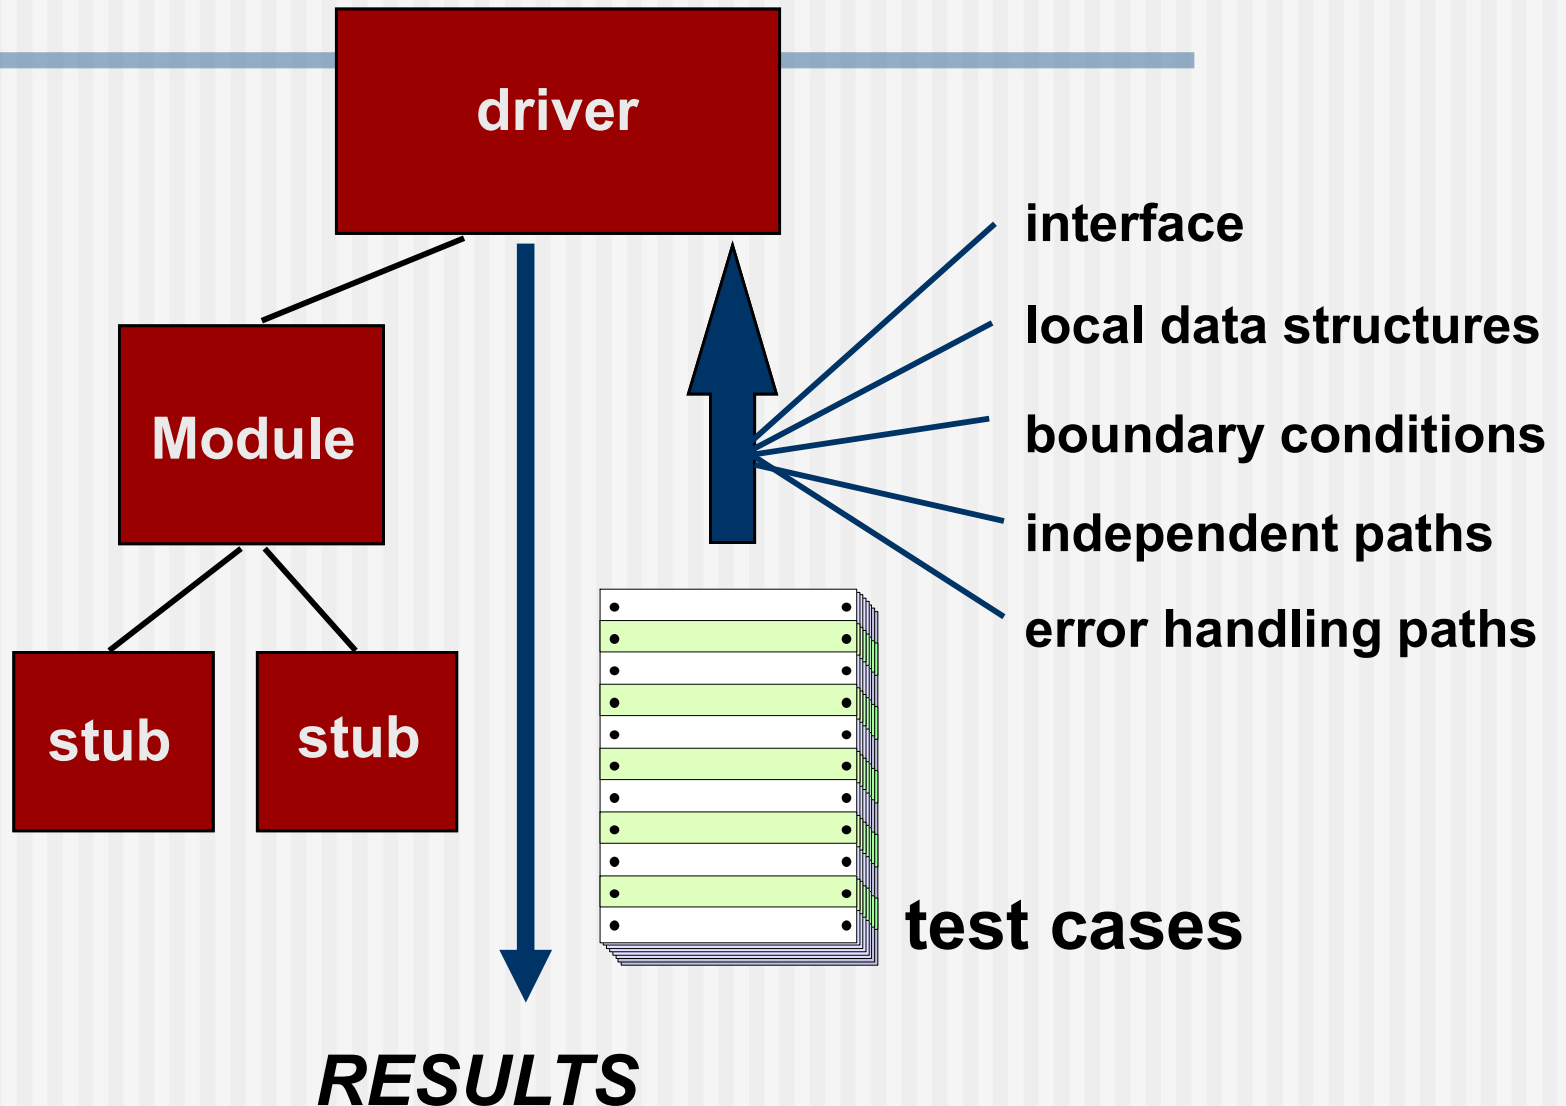 driver
interface
local data structures
boundary conditions
independent paths
error handling paths
Module
stub
stub
test cases
RESULTS